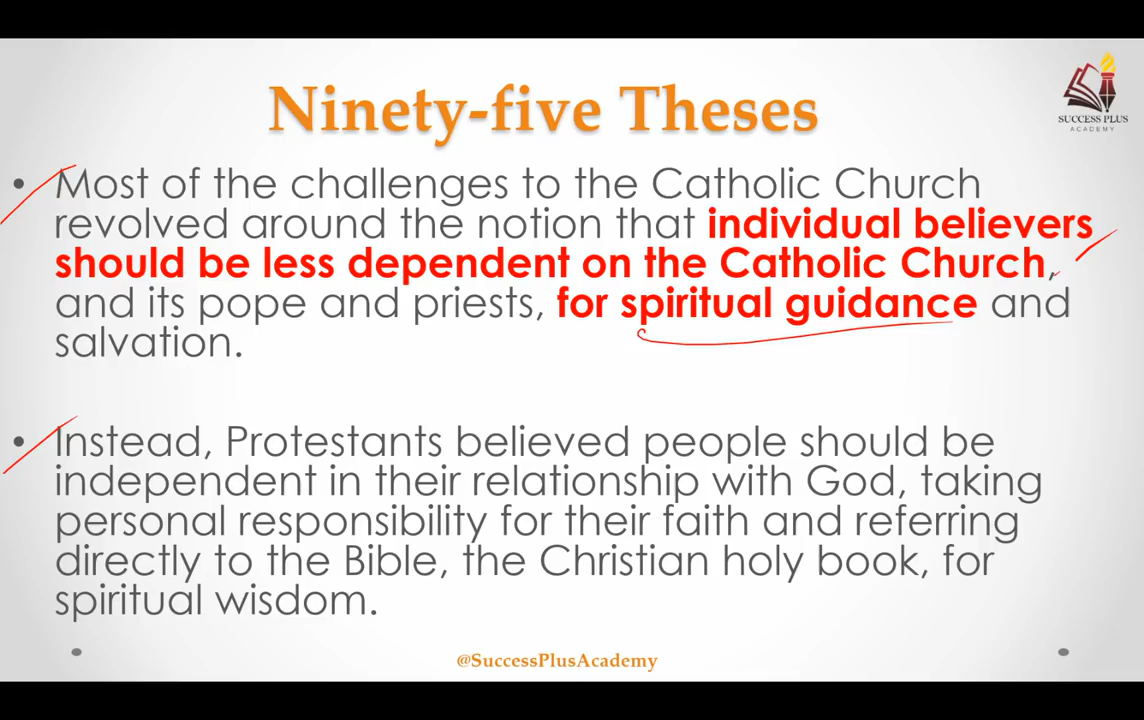 Ninety-five Theses
SUCCESS PLUS
ACADEMY
• Most of the challenges to the Catholic Church
revolved around the notion that individual believers
should be less dependent on the Catholic Church,
and its pope and priests, for spiritual guidance and
salvation.
• Instead, Protestants believed people should be
independent in their relationship with God, taking
personal responsibility for their faith and referring
directly to the Bible, the Christian holy book, for
spiritual wisdom.
@SuccessPlusAcademy